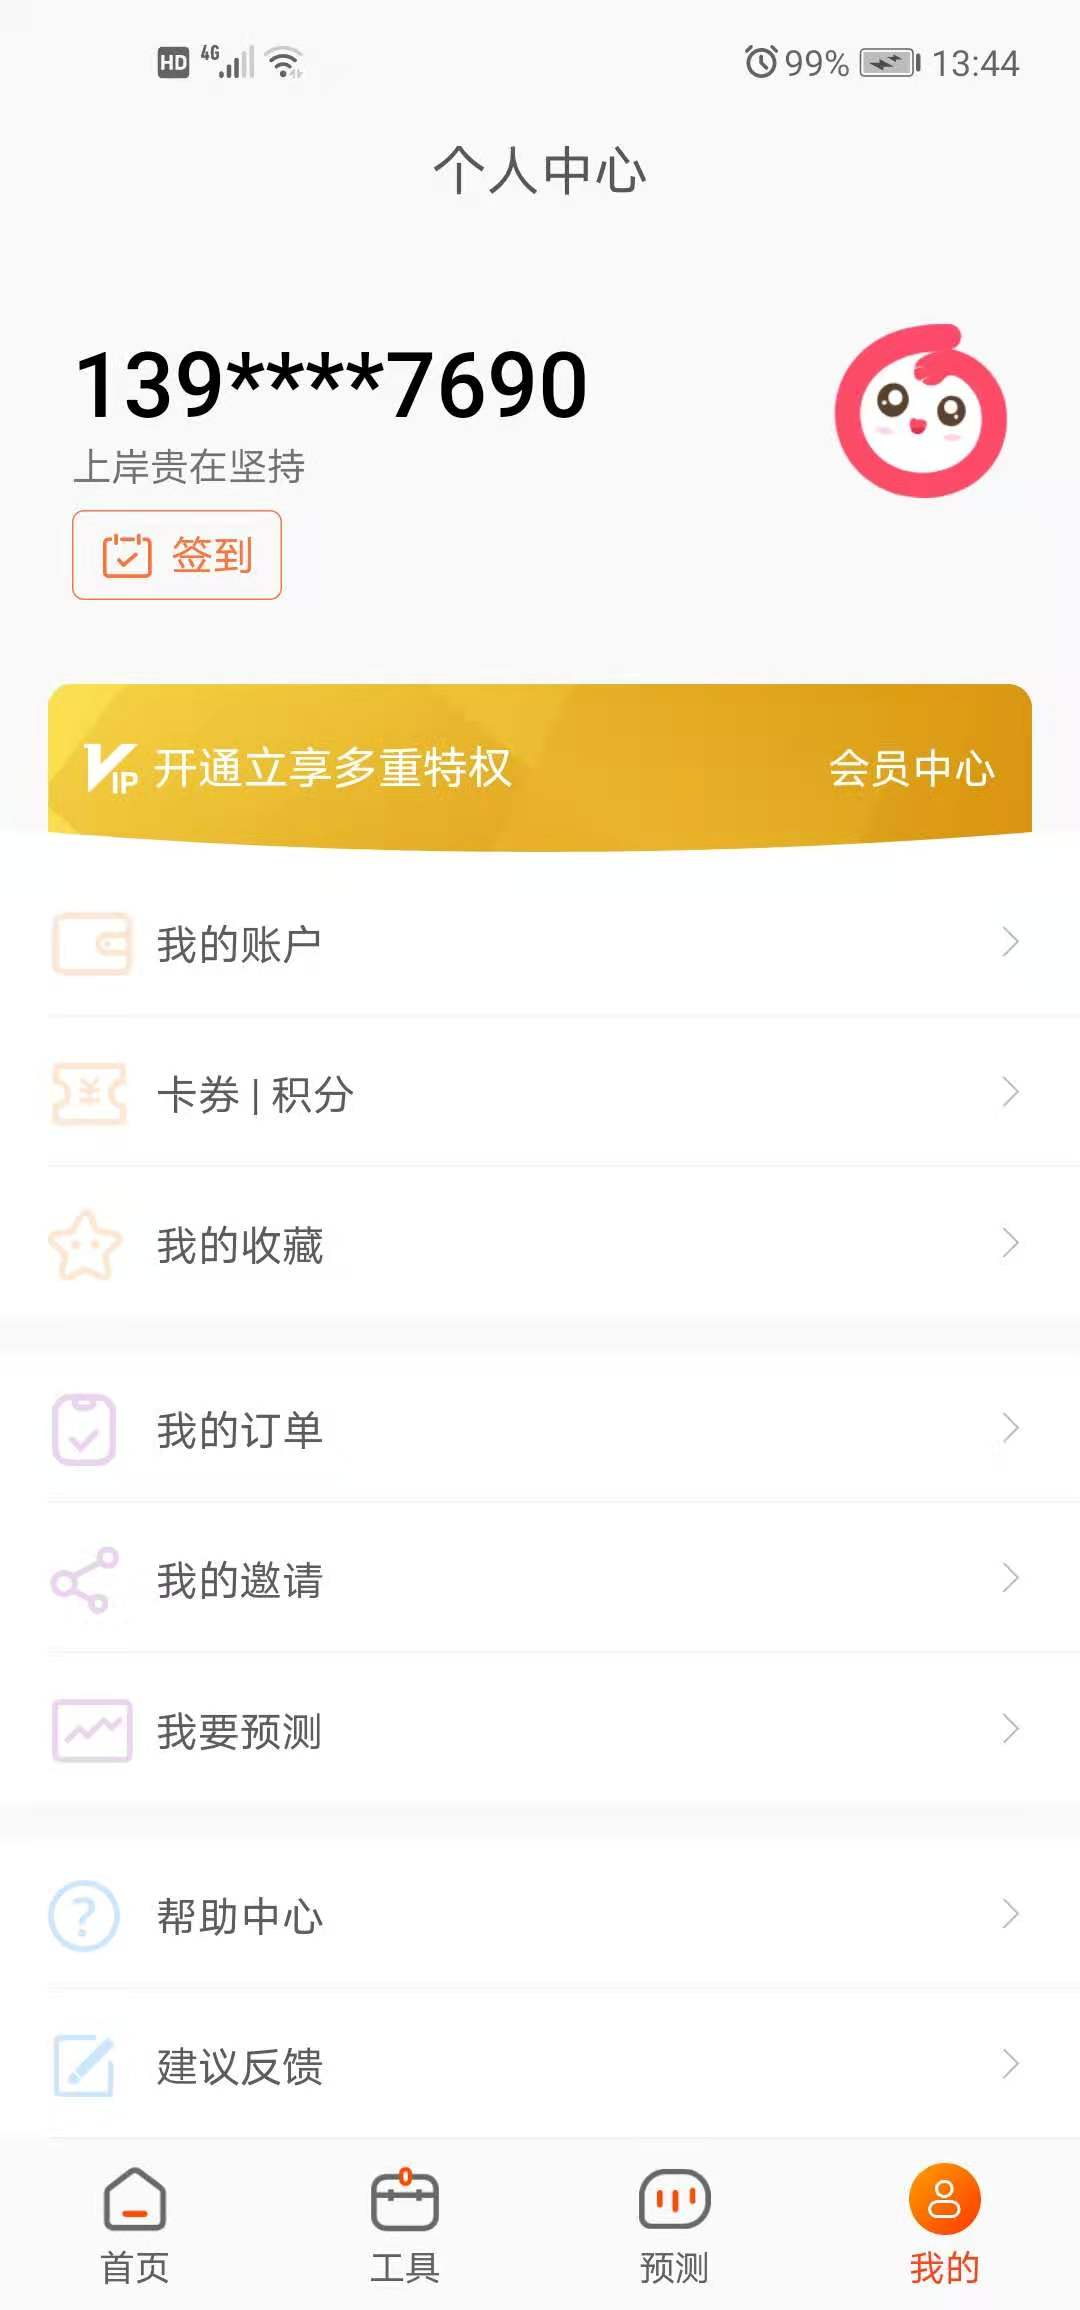 HD 4G 99% 13:44
个人中心
139****7690
上岸贵在坚持
签到
VIP 开通立享多重特权 会员中心
我的账户
卡券 | 积分
我的收藏
我的订单
我的邀请
我要预测
帮助中心
建议反馈
首页 工具 预测 我的